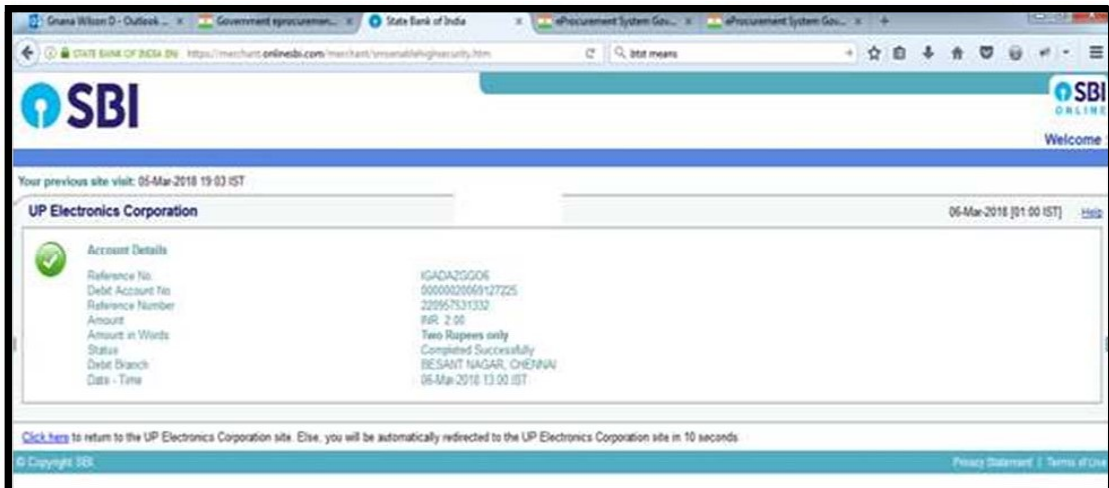 Gnana Wilson D - Outlook ...
Government eprocuremen...
State Bank of India
eProcurement System Gov...
eProcurement System Gov...
STATE BANK OF INDIA (IN) https://merchant.onlinesbi.com/merchant/smsenablehighsecurity.htm
btst means
SBI
SBI
ONLINE
Welcome :
Your previous site visit: 05-Mar-2018 19:03 IST
UP Electronics Corporation
06-Mar-2018 [01:00 IST] Help
Account Details
Reference No. IGADAZGGO6
Debit Account No 00000020069127225
Reference Number 220957531332
Amount INR 2.00
Amount in Words Two Rupees only
Status Completed Successfully
Debit Branch BESANT NAGAR, CHENNAI
Date - Time 06-Mar-2018 13:00 IST
Click here to return to the UP Electronics Corporation site. Else, you will be automatically redirected to the UP Electronics Corporation site in 10 seconds
© Copyright SBI.
Privacy Statement | Terms of Use